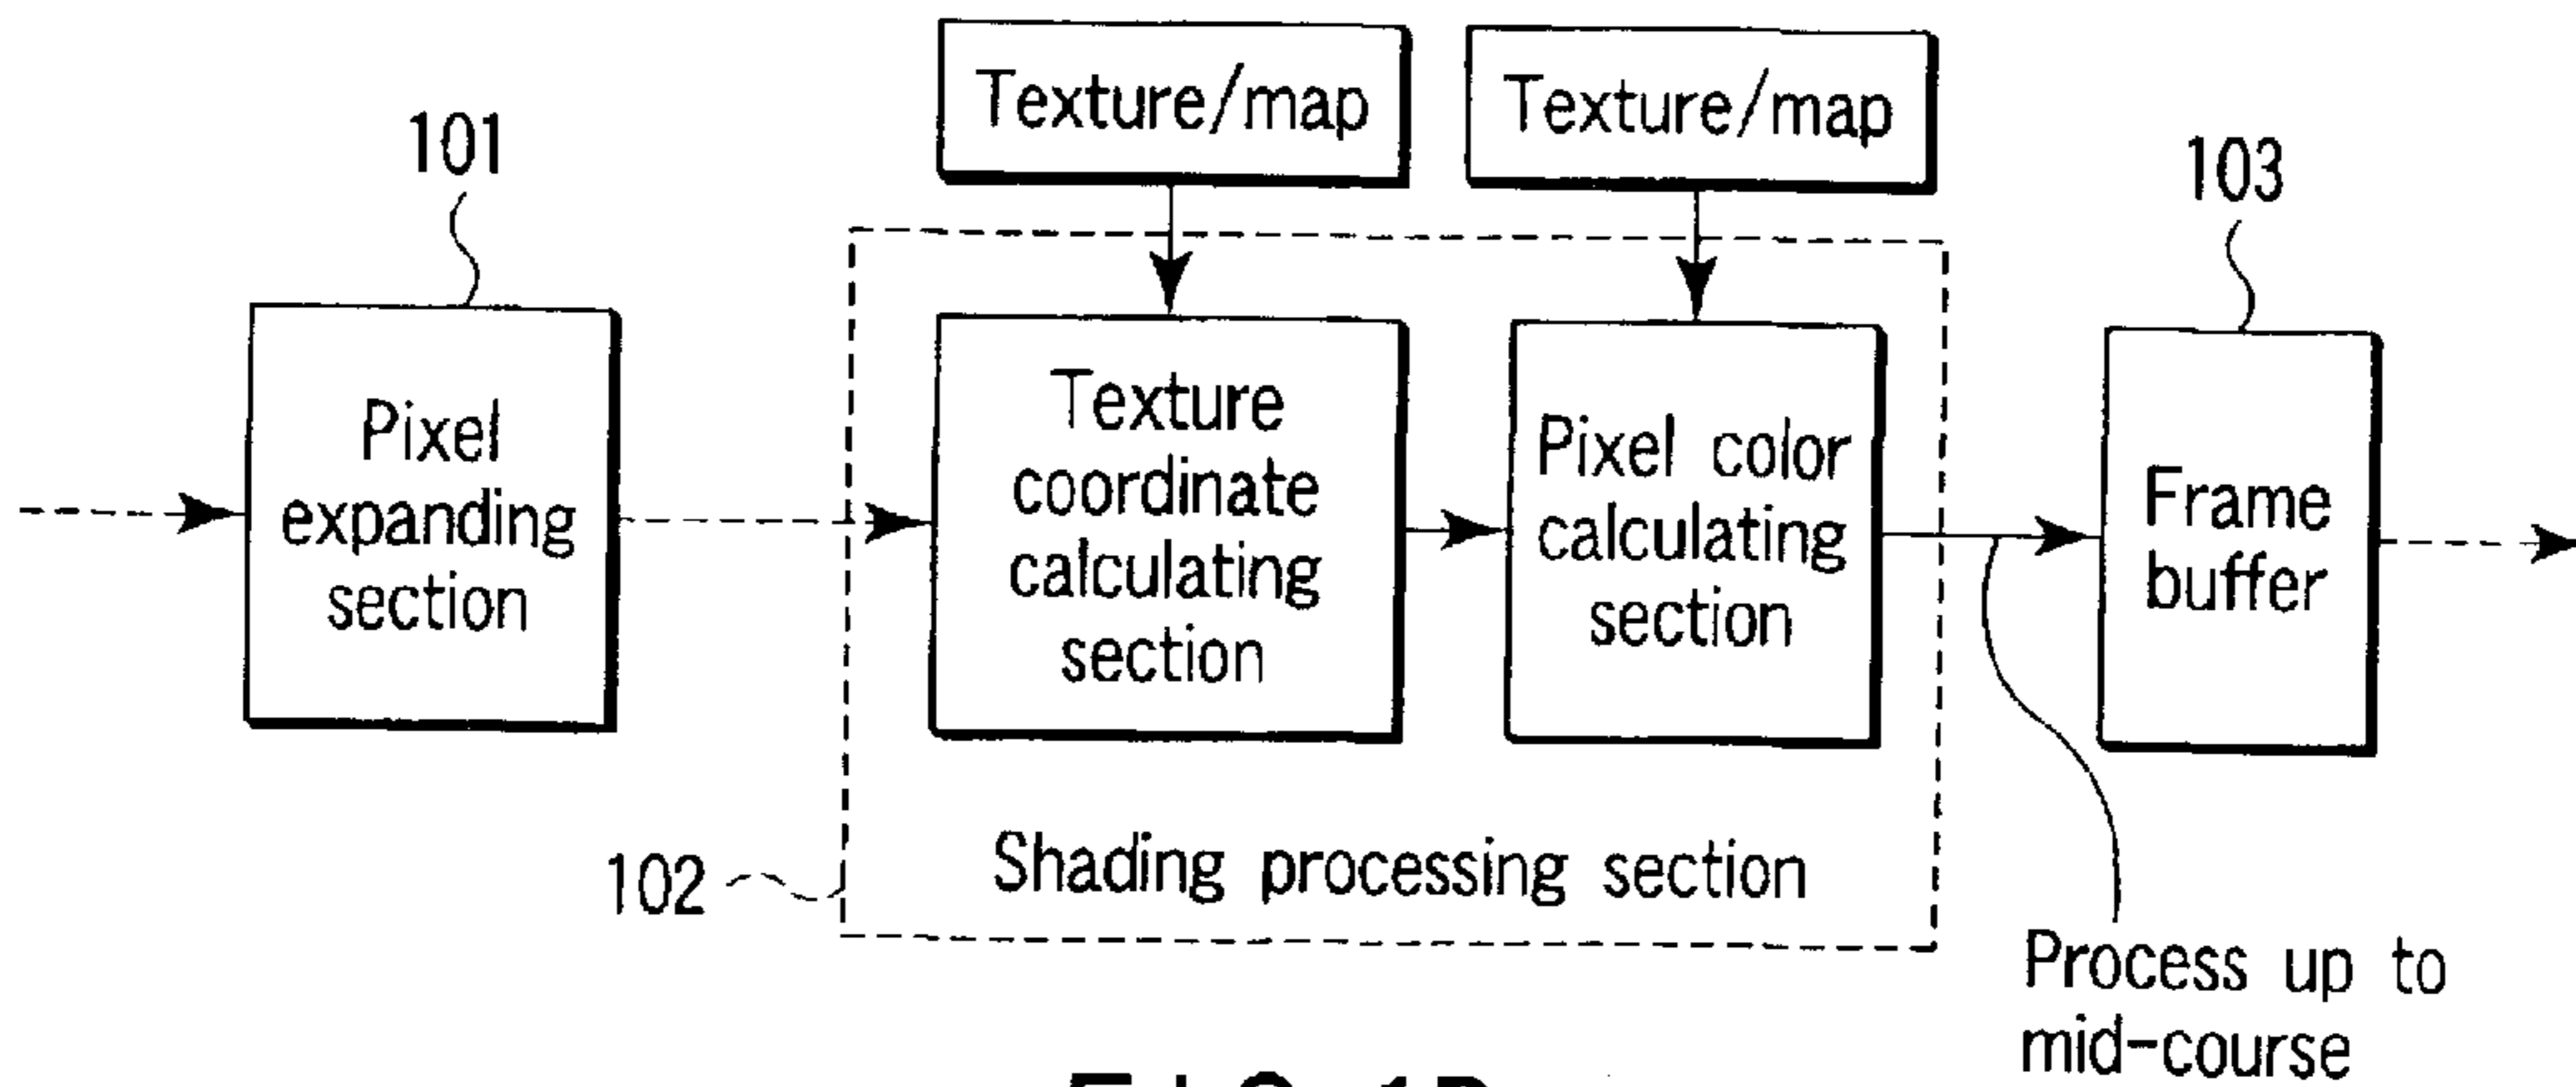 Texture/map
Texture/map
101
103
Pixel
expanding
section
Texture
coordinate
calculating
section
Pixel color
calculating
section
Frame
buffer
102
Shading processing section
Process up to
mid-course